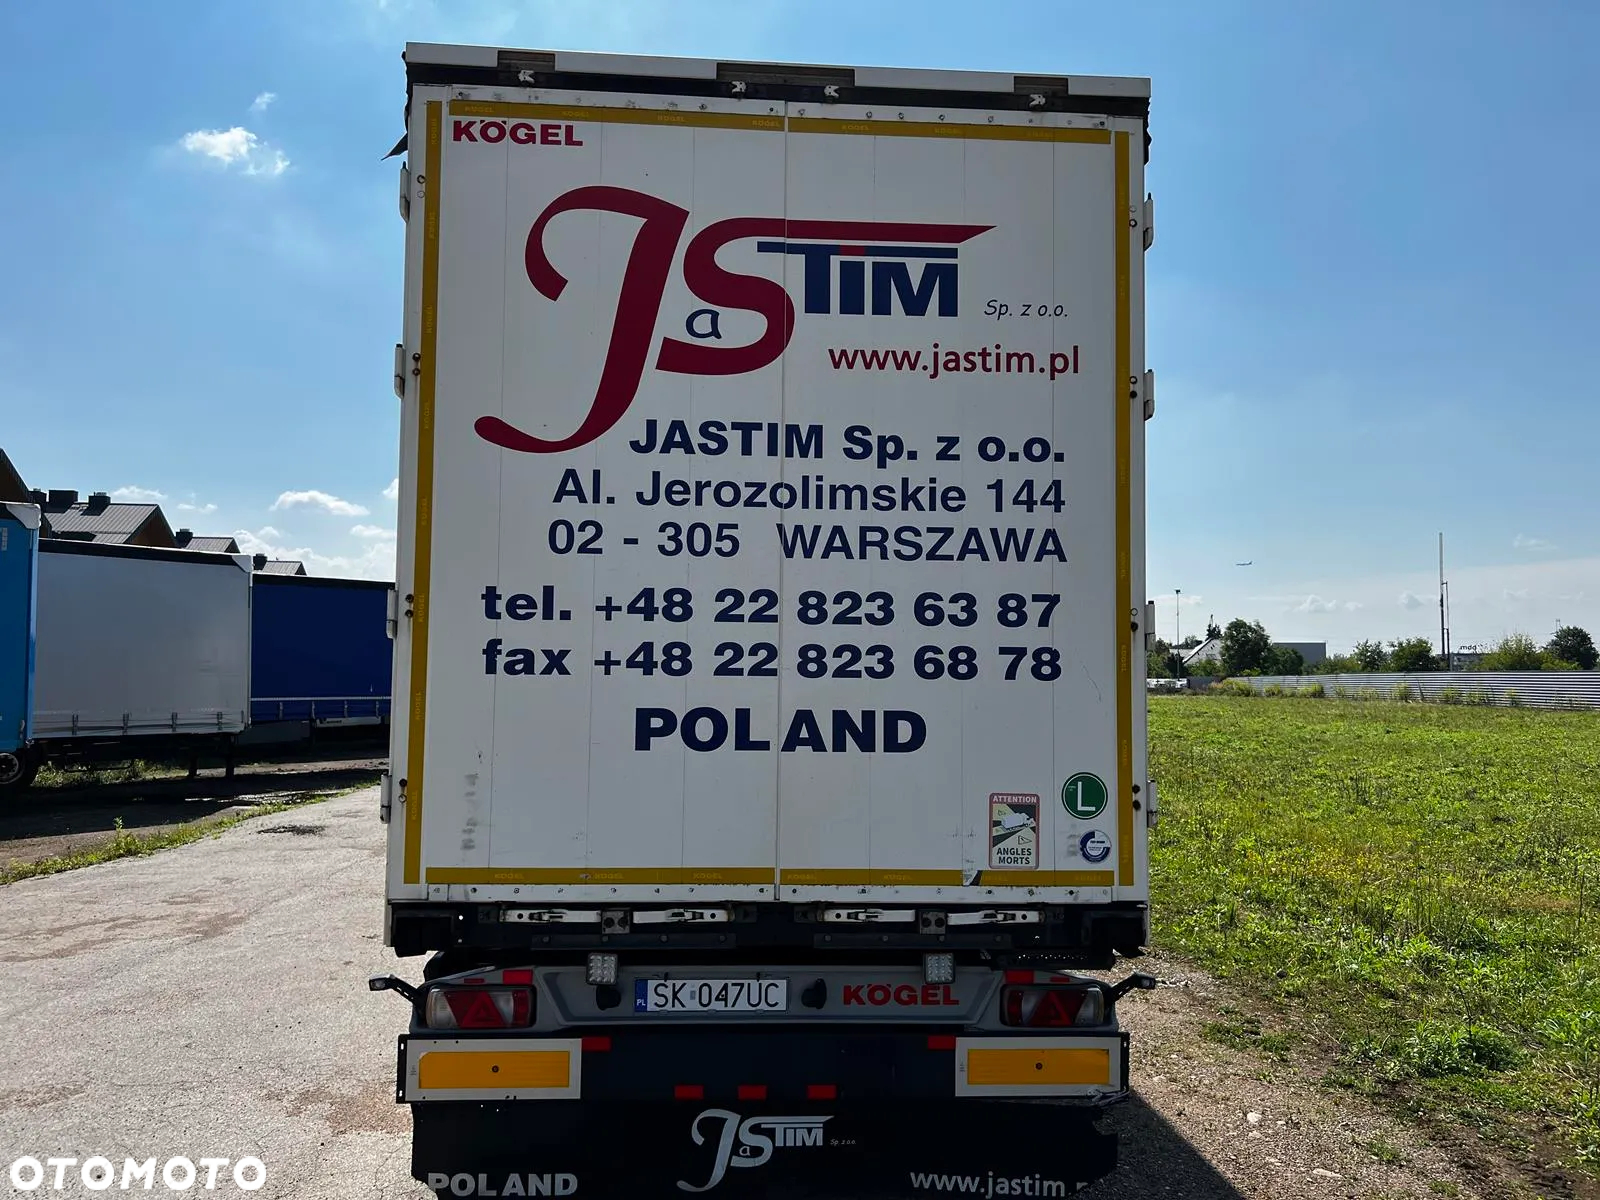 KÖGEL
JaSTiM Sp. z o.o.
www.jastim.pl
JASTIM Sp. z o.o.
Al. Jerozolimskie 144
02 - 305 WARSZAWA
tel. +48 22 823 63 87
fax +48 22 823 68 78
POLAND
L
ATTENTION
ANGLES
MORTS
PL SK 047UC
KÖGEL
JaSTiM Sp. z o.o.
POLAND www.jastim.p
OTOMOTO